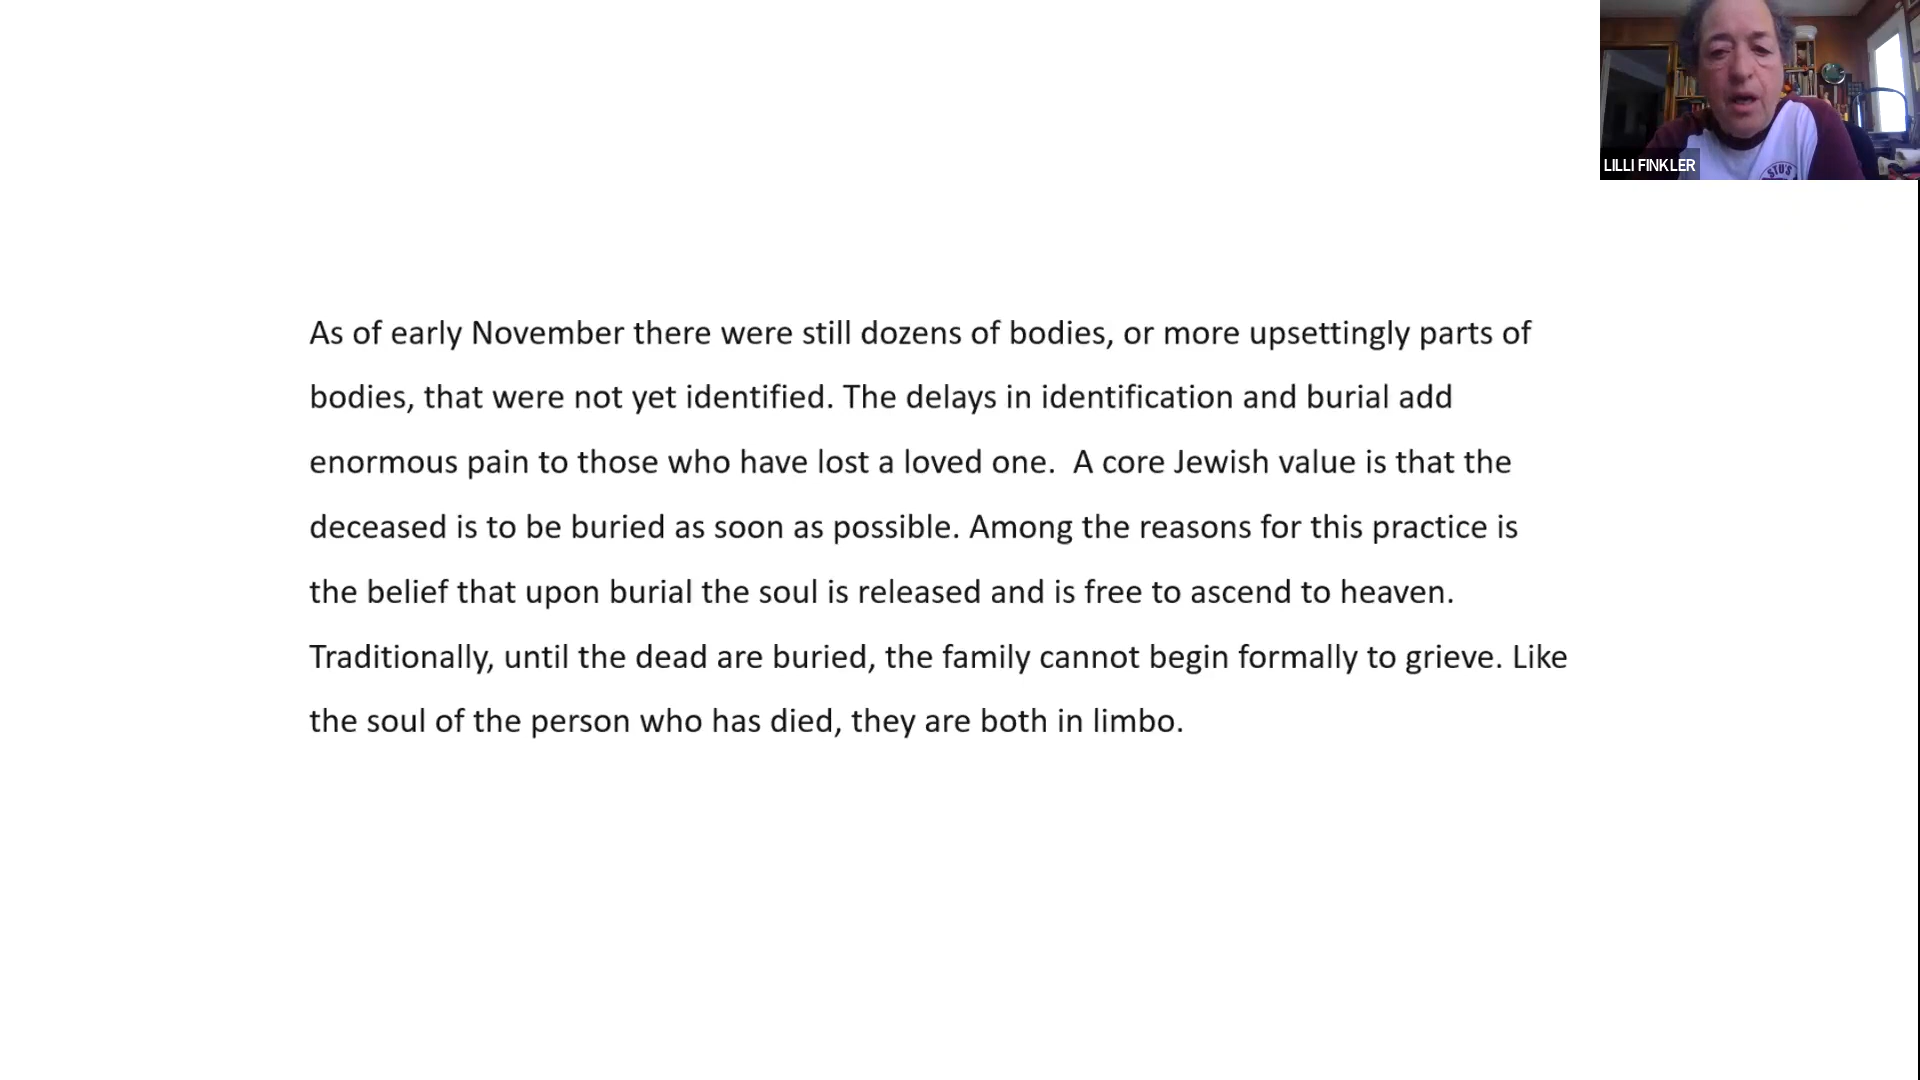 STU'S
LILLI FINKLER
As of early November there were still dozens of bodies, or more upsettingly parts of
bodies, that were not yet identified. The delays in identification and burial add
enormous pain to those who have lost a loved one.  A core Jewish value is that the
deceased is to be buried as soon as possible. Among the reasons for this practice is
the belief that upon burial the soul is released and is free to ascend to heaven.
Traditionally, until the dead are buried, the family cannot begin formally to grieve. Like
the soul of the person who has died, they are both in limbo.